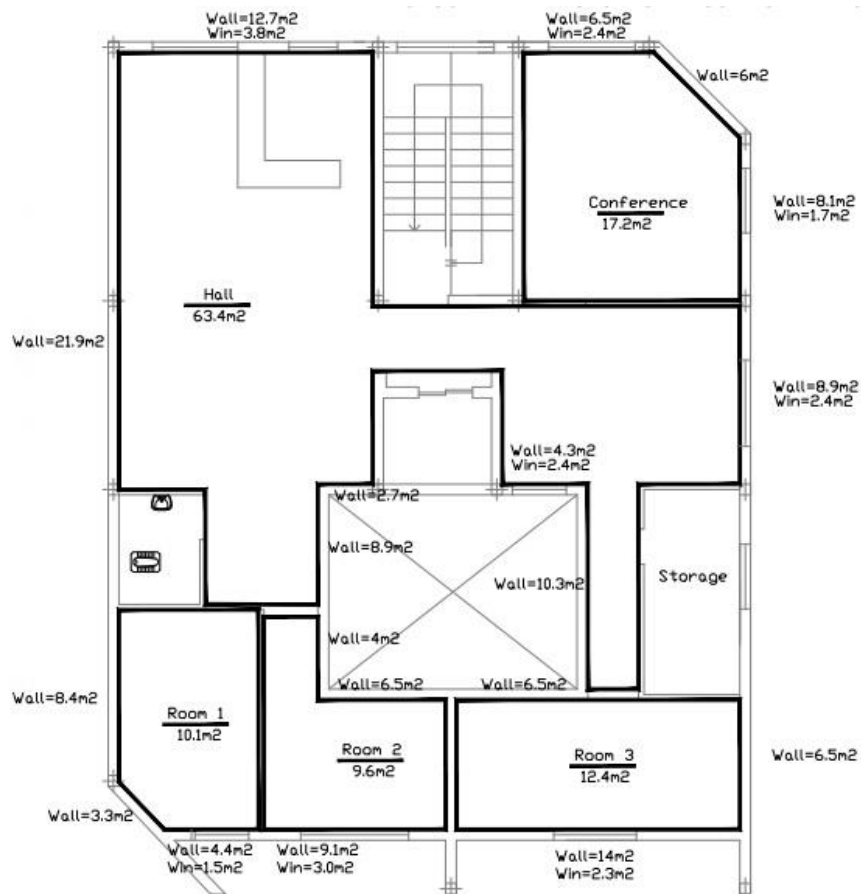 Wall=12.7m2
Win=3.8m2
Wall=6.5m2
Win=2.4m2
Wall=6m2
Conference
17.2m2
Wall=8.1m2
Win=1.7m2
Hall
63.4m2
Wall=21.9m2
Wall=8.9m2
Win=2.4m2
Wall=4.3m2
Win=2.4m2
Wall=2.7m2
Wall=8.9m2
Wall=10.3m2
Storage
Wall=4m2
Wall=6.5m2
Wall=6.5m2
Wall=8.4m2
Room 1
10.1m2
Room 2
9.6m2
Room 3
12.4m2
Wall=6.5m2
Wall=3.3m2
Wall=4.4m2
Win=1.5m2
Wall=9.1m2
Win=3.0m2
Wall=14m2
Win=2.3m2